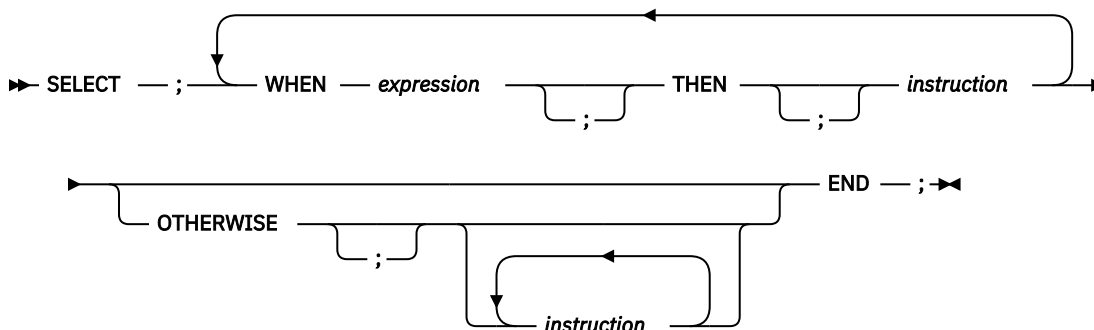 SELECT ; WHEN expression THEN instruction
; ;
END ;
OTHERWISE
;
instruction